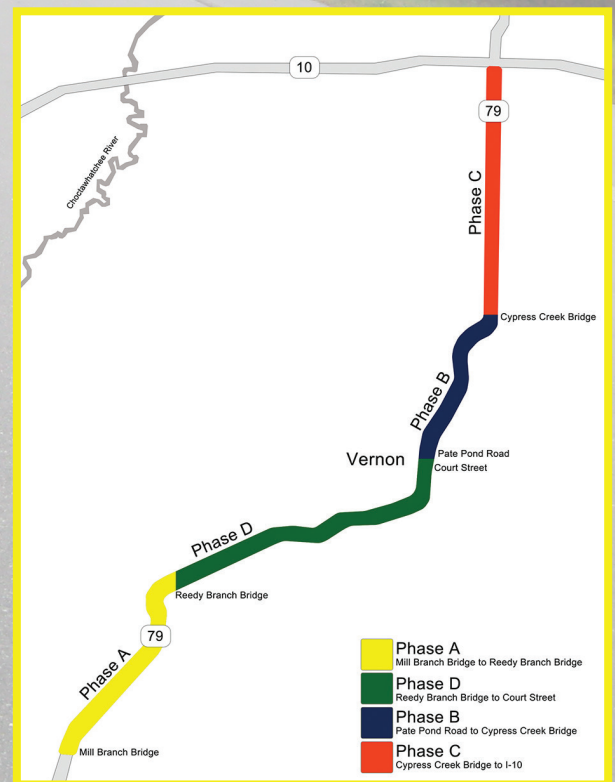 10
79
Choctawhatchee River
Phase C
Cypress Creek Bridge
Phase B
Vernon
Pate Pond Road
Court Street
Phase D
Reedy Branch Bridge
79
Phase A
Mill Branch Bridge
Phase A
Mill Branch Bridge to Reedy Branch Bridge
Phase D
Reedy Branch Bridge to Court Street
Phase B
Pate Pond Road to Cypress Creek Bridge
Phase C
Cypress Creek Bridge to I-10